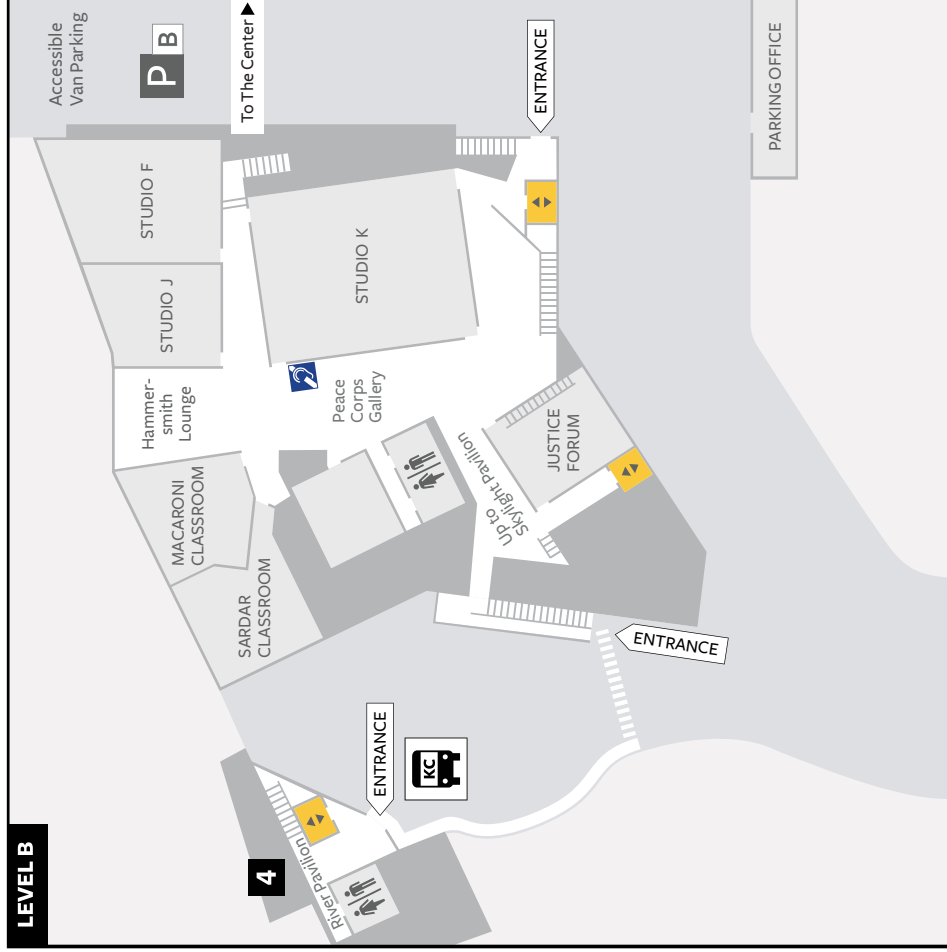 LEVEL B
Accessible
Van Parking
P
B
To The Center
ENTRANCE
PARKING OFFICE
STUDIO F
STUDIO J
STUDIO K
Hammer-
smith
Lounge
Peace
Corps
Gallery
MACARONI
CLASSROOM
SARDAR
CLASSROOM
Up to
Skylight Pavilion
JUSTICE
FORUM
ENTRANCE
ENTRANCE
KC
4
River Pavilion